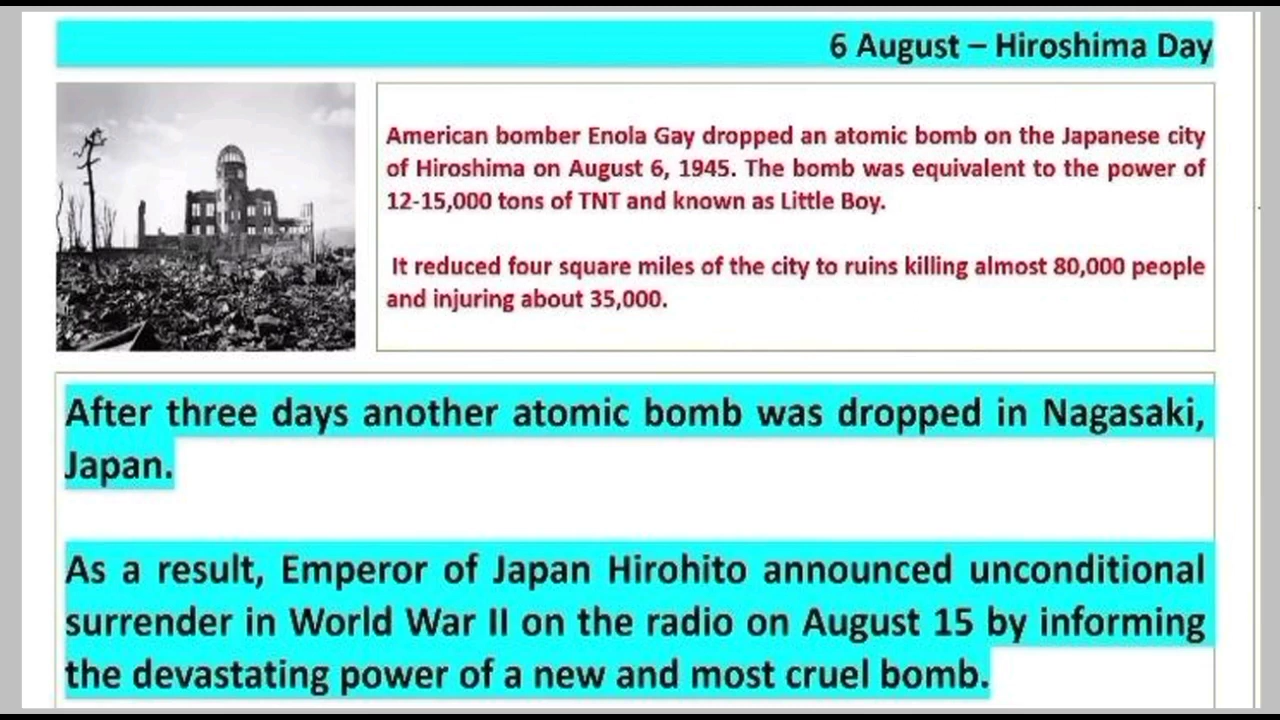 6 August – Hiroshima Day
American bomber Enola Gay dropped an atomic bomb on the Japanese city
of Hiroshima on August 6, 1945. The bomb was equivalent to the power of
12-15,000 tons of TNT and known as Little Boy.
It reduced four square miles of the city to ruins killing almost 80,000 people
and injuring about 35,000.
After three days another atomic bomb was dropped in Nagasaki,
Japan.
As a result, Emperor of Japan Hirohito announced unconditional
surrender in World War II on the radio on August 15 by informing
the devastating power of a new and most cruel bomb.